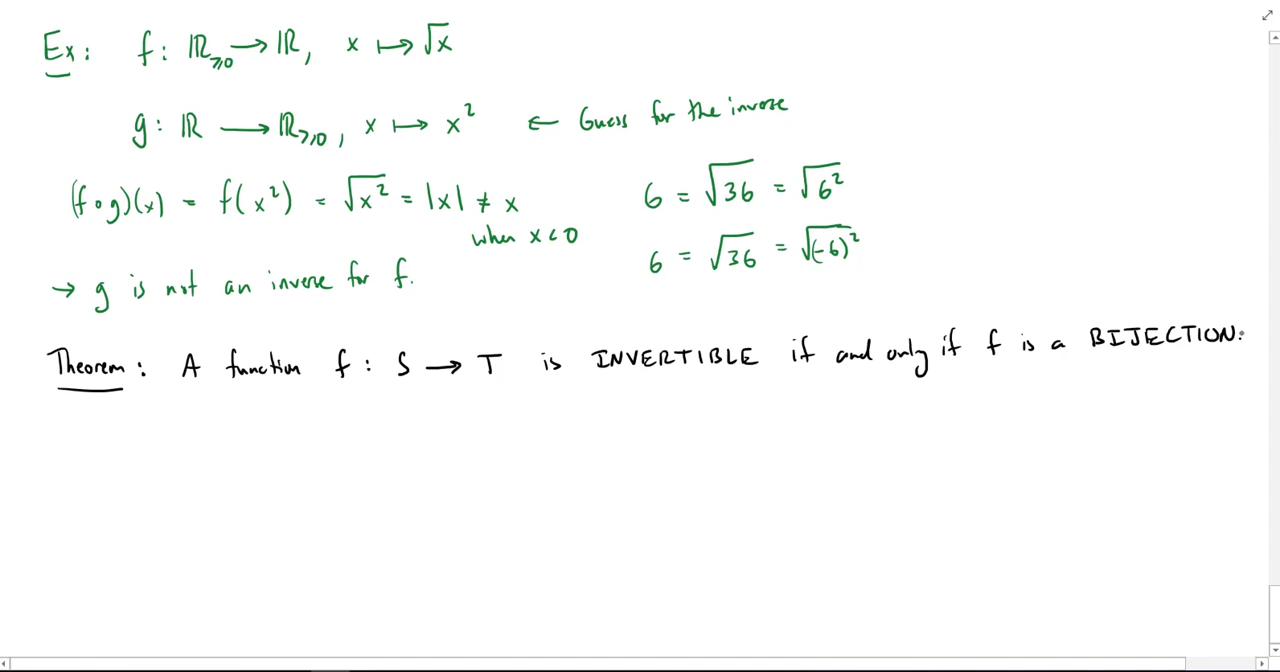 Ex: f: ℝ≥0 → ℝ, x ↦ √x
g: ℝ → ℝ≥0, x ↦ x² ← Guess for the inverse
(f∘g)(x) = f(x²) = √x² = |x| ≠ x
when x<0
6 = √36 = √6²
6 = √36 = √(-6)²
→ g is not an inverse for f.
Theorem: A function f: S → T is INVERTIBLE if and only if f is a BIJECTION: